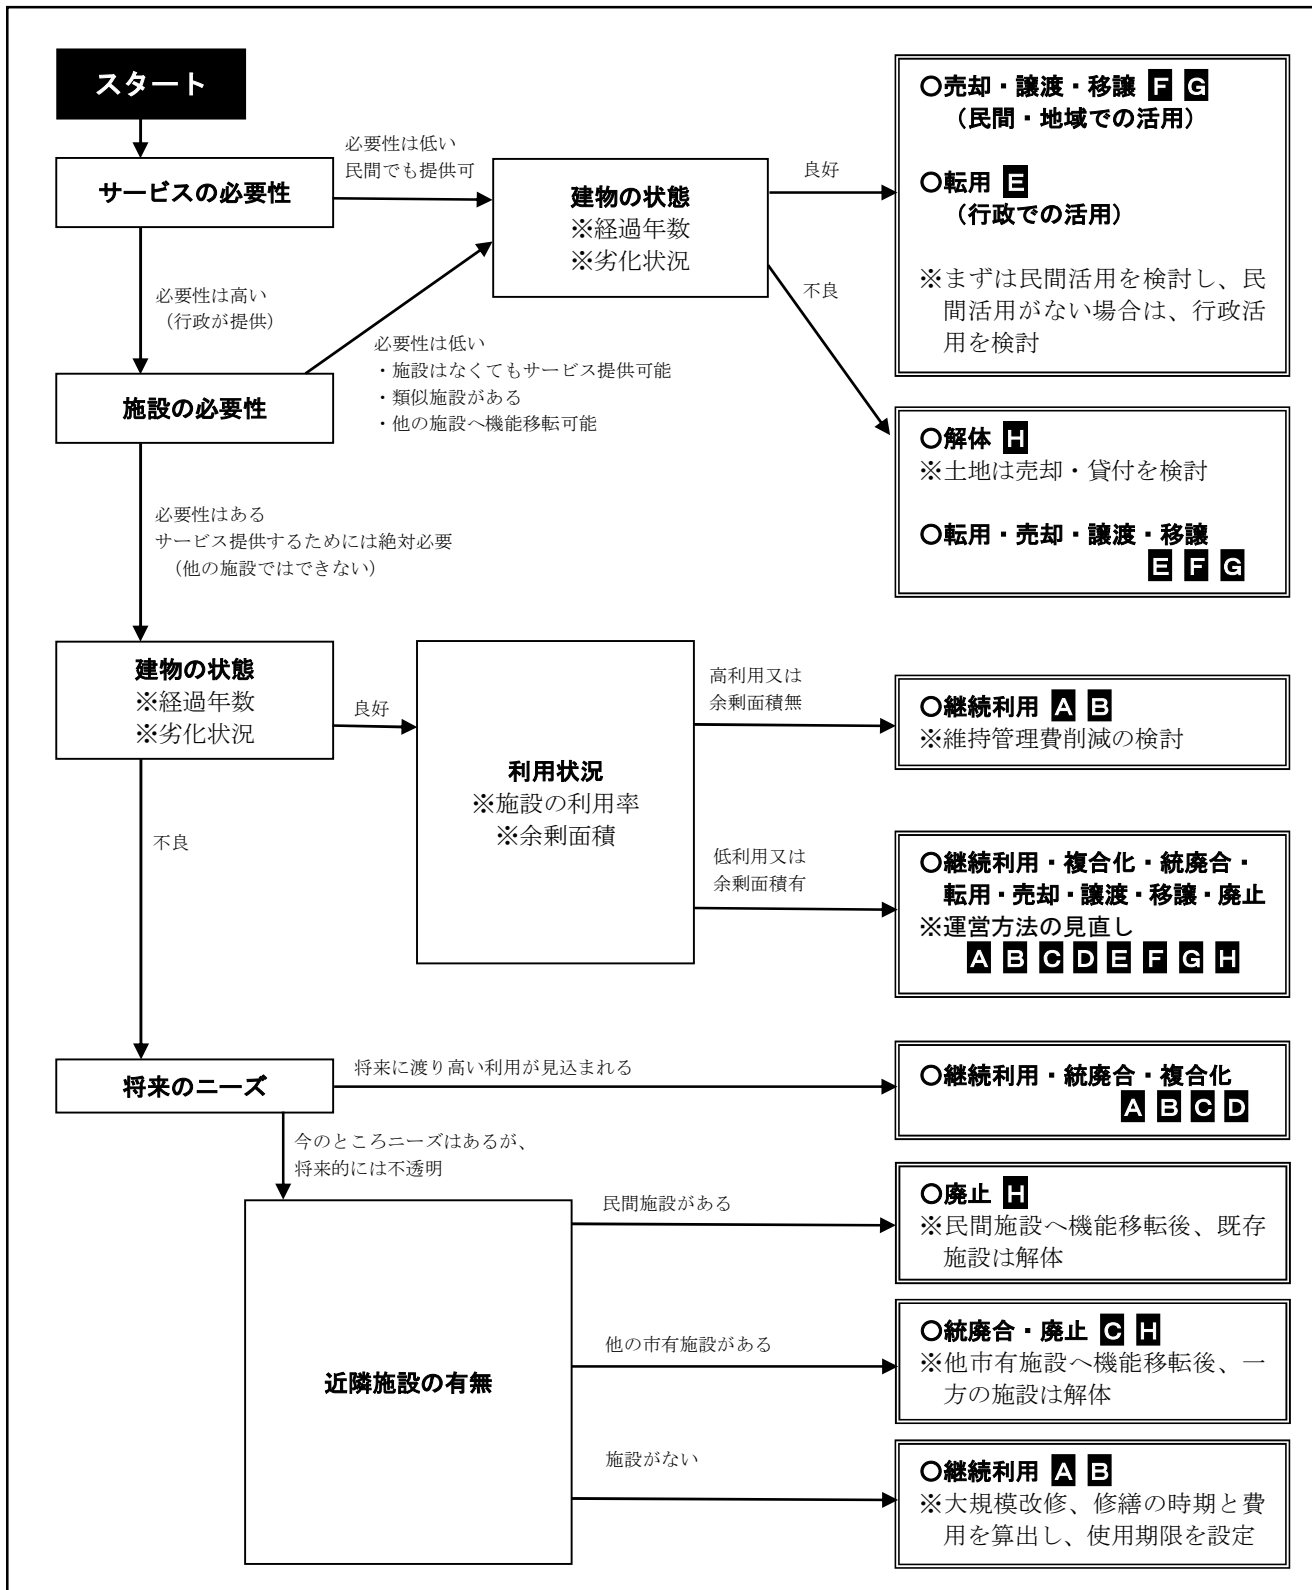 スタート
サービスの必要性
必要性は低い
民間でも提供可
建物の状態
※経過年数
※劣化状況
良好
○売却・譲渡・移譲 F G
（民間・地域での活用）
○転用 E
（行政での活用）
※まずは民間活用を検討し、民
間活用がない場合は、行政活
用を検討
不良
必要性は高い
（行政が提供）
必要性は低い
・施設はなくてもサービス提供可能
・類似施設がある
・他の施設へ機能移転可能
施設の必要性
○解体 H
※土地は売却・貸付を検討
○転用・売却・譲渡・移譲
E F G
必要性はある
サービス提供するためには絶対必要
（他の施設ではできない）
建物の状態
※経過年数
※劣化状況
良好
利用状況
※施設の利用率
※余剰面積
高利用又は
余剰面積無
○継続利用 A B
※維持管理費削減の検討
不良
低利用又は
余剰面積有
○継続利用・複合化・統廃合・
転用・売却・譲渡・移譲・廃止
※運営方法の見直し
A B C D E F G H
将来のニーズ
将来に渡り高い利用が見込まれる
○継続利用・統廃合・複合化
A B C D
今のところニーズはあるが、
将来的には不透明
近隣施設の有無
民間施設がある
○廃止 H
※民間施設へ機能移転後、既存
施設は解体
他の市有施設がある
○統廃合・廃止 C H
※他市有施設へ機能移転後、一
方の施設は解体
施設がない
○継続利用 A B
※大規模改修、修繕の時期と費
用を算出し、使用期限を設定